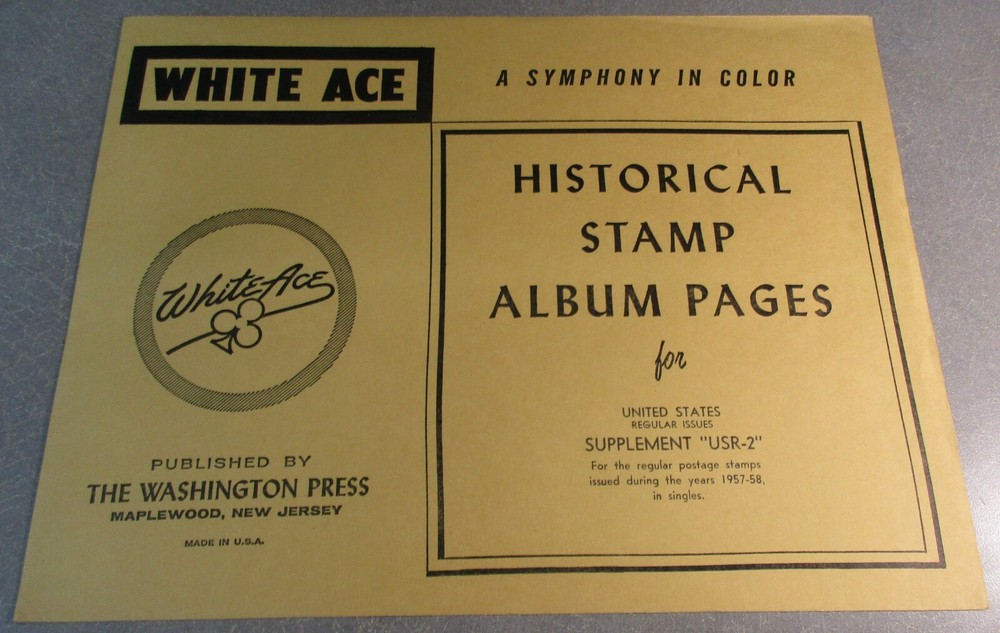 WHITE ACE
A SYMPHONY IN COLOR
HISTORICAL
STAMP
ALBUM PAGES
for
UNITED STATES
REGULAR ISSUES
SUPPLEMENT "USR-2"
For the regular postage stamps
issued during the years 1957-58,
in singles.
White Ace
PUBLISHED BY
THE WASHINGTON PRESS
MAPLEWOOD, NEW JERSEY
MADE IN U.S.A.